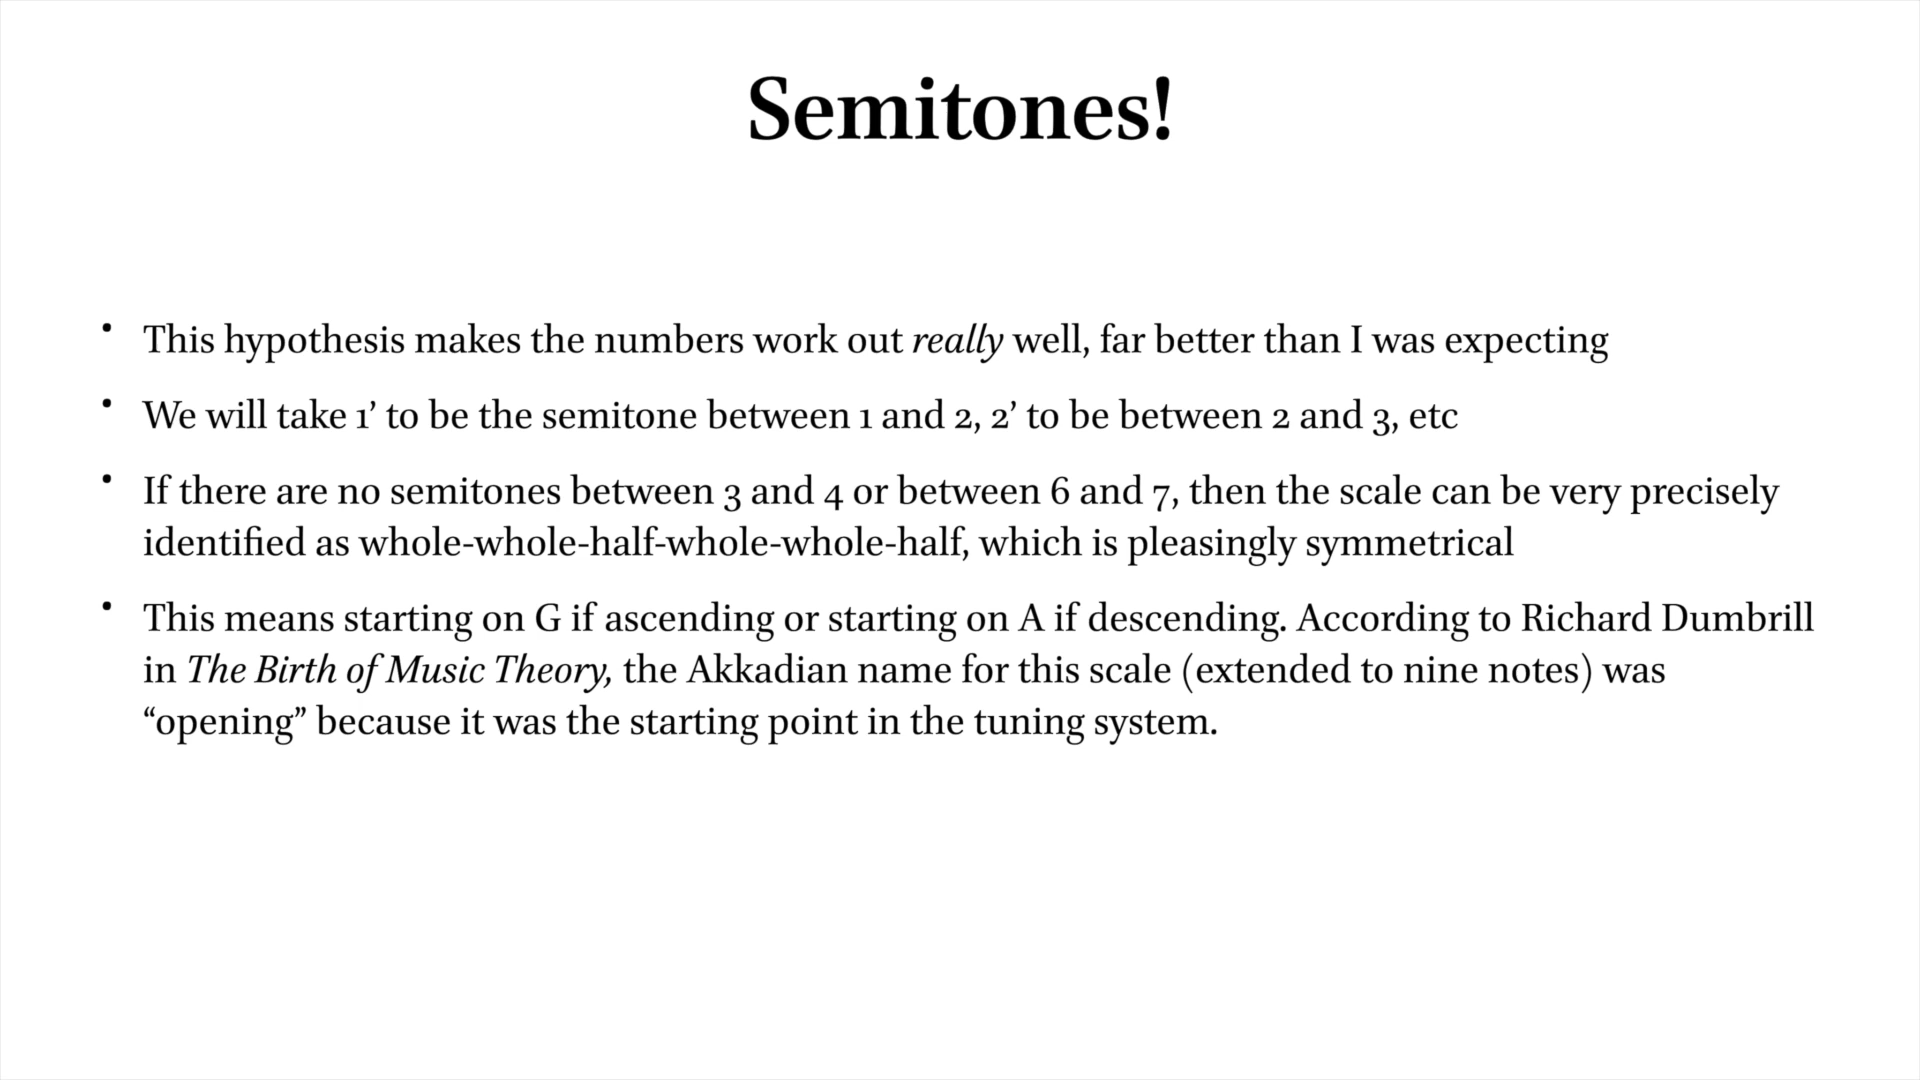 Semitones!
• This hypothesis makes the numbers work out really well, far better than I was expecting
• We will take 1’ to be the semitone between 1 and 2, 2’ to be between 2 and 3, etc
• If there are no semitones between 3 and 4 or between 6 and 7, then the scale can be very precisely
identified as whole-whole-half-whole-whole-half, which is pleasingly symmetrical
• This means starting on G if ascending or starting on A if descending. According to Richard Dumbrill
in The Birth of Music Theory, the Akkadian name for this scale (extended to nine notes) was
“opening” because it was the starting point in the tuning system.